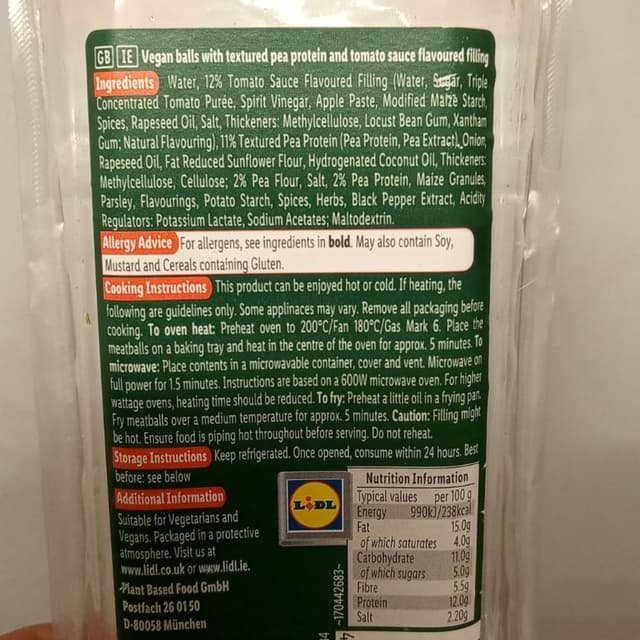 GB IE Vegan balls with textured pea protein and tomato sauce flavoured filling
Ingredients Water, 12% Tomato Sauce Flavoured Filling (Water, Sugar, Triple
Concentrated Tomato Purée, Spirit Vinegar, Apple Paste, Modified Maize Starch,
Spices, Rapeseed Oil, Salt, Thickeners: Methylcellulose, Locust Bean Gum, Xantham
Gum; Natural Flavouring), 11% Textured Pea Protein (Pea Protein, Pea Extract), Onion,
Rapeseed Oil, Fat Reduced Sunflower Flour, Hydrogenated Coconut Oil, Thickeners:
Methylcellulose, Cellulose; 2% Pea Flour, Salt, 2% Pea Protein, Maize Granules,
Parsley, Flavourings, Potato Starch, Spices, Herbs, Black Pepper Extract, Acidity
Regulators: Potassium Lactate, Sodium Acetates; Maltodextrin.
Allergy Advice For allergens, see ingredients in bold. May also contain Soy,
Mustard and Cereals containing Gluten.
Cooking Instructions This product can be enjoyed hot or cold. If heating, the
following are guidelines only. Some applinaces may vary. Remove all packaging before
cooking. To oven heat: Preheat oven to 200°C/Fan 180°C/Gas Mark 6. Place the
meatballs on a baking tray and heat in the centre of the oven for approx. 5 minutes. To
microwave: Place contents in a microwavable container, cover and vent. Microwave on
full power for 1.5 minutes. Instructions are based on a 600W microwave oven. For higher
wattage ovens, heating time should be reduced. To fry: Preheat a little oil in a frying pan.
Fry meatballs over a medium temperature for approx. 5 minutes. Caution: Filling might
be hot. Ensure food is piping hot throughout before serving. Do not reheat.
Storage Instructions Keep refrigerated. Once opened, consume within 24 hours. Best
before: see below
Additional Information
Suitable for Vegetarians and
Vegans. Packaged in a protective
atmosphere. Visit us at
www.lidl.co.uk or www.lidl.ie.
Plant Based Food GmbH
Postfach 26 01 50
D-80058 München
LIDL
-170442683-
Nutrition Information
Typical values per 100 g
Energy 990kJ/238kcal
Fat 15.0g
of which saturates 4.0g
Carbohydrate 11.0g
of which sugars 5.0g
Fibre 5.5g
Protein 12.0g
Salt 2.20g